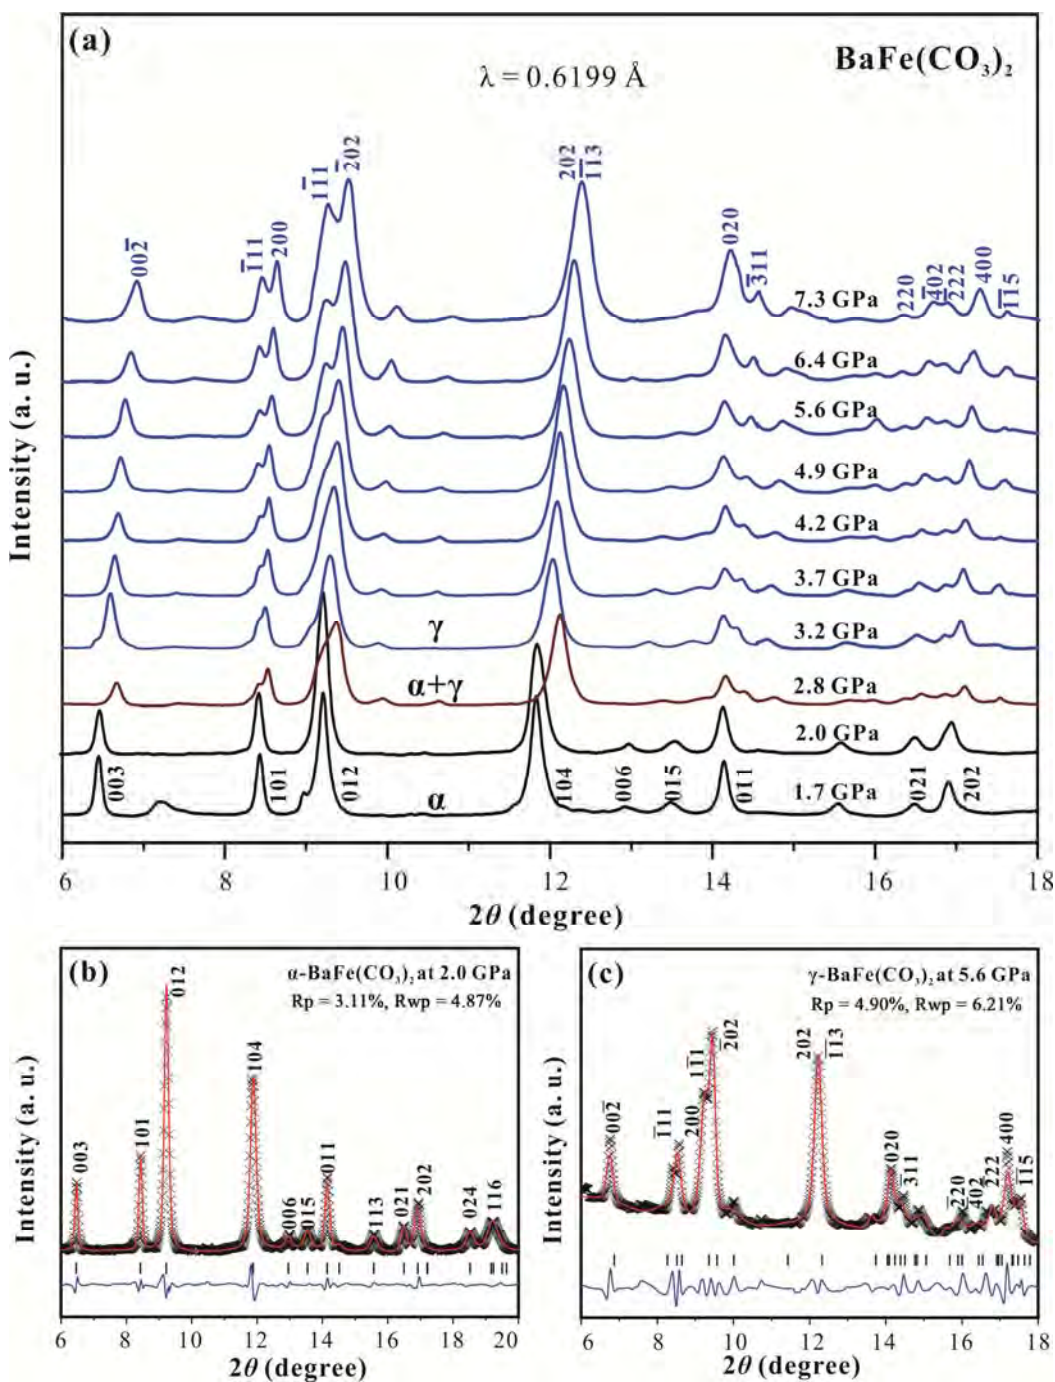 (a)
BaFe(CO₃)₂
λ = 0.6199 Å
Intensity (a. u.)
002̄
1̄11
200
11̄1
2̄02
202
1̄13
020
3̄11
220
4̄02
2̄22
400
1̄15
7.3 GPa
6.4 GPa
5.6 GPa
4.9 GPa
4.2 GPa
3.7 GPa
γ
3.2 GPa
α+γ
2.8 GPa
2.0 GPa
003
101
012
α
104
006
015
011
1.7 GPa
021
202
6 8 10 12 14 16 18
2θ (degree)
(b)
α-BaFe(CO₃)₂ at 2.0 GPa
Rp = 3.11%, Rwp = 4.87%
Intensity (a. u.)
003
101
012
104
006
015
011
113
021
202
024
116
6 8 10 12 14 16 18 20
2θ (degree)
(c)
γ-BaFe(CO₃)₂ at 5.6 GPa
Rp = 4.90%, Rwp = 6.21%
Intensity (a. u.)
002̄
1̄11
200
11̄1
2̄02
202
1̄13
020
3̄11
220
402
222
400
1̄15
6 8 10 12 14 16 18
2θ (degree)